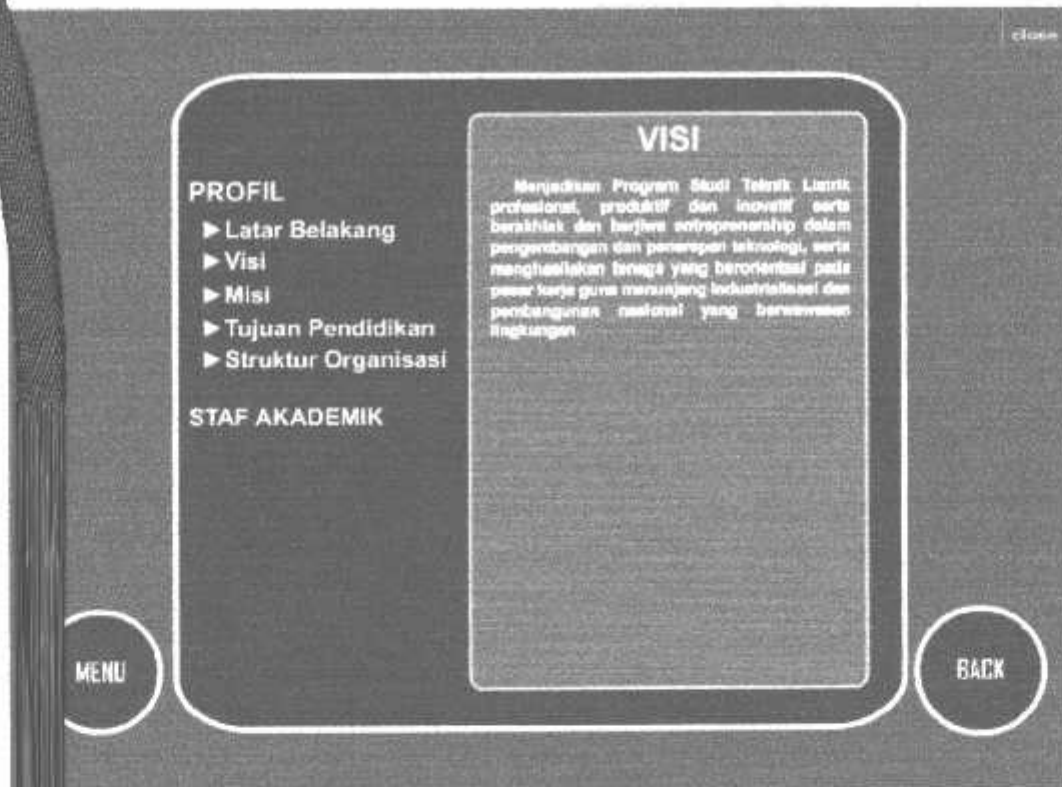 close
PROFIL
►Latar Belakang
►Visi
►Misi
►Tujuan Pendidikan
►Struktur Organisasi
STAF AKADEMIK
VISI
Menjadikan Program Studi Teknik Listrik
profesional, produktif dan inovatif serta
berakhlak dan berjiwa entreprenership dalam
pengembangan dan penerapan teknologi, serta
menghasilakan tenaga yang berorientasi pada
pasar kerja guna menunjang industrialisasi dan
pembangunan nasional yang berwawasan
lingkungan
MENU
BACK